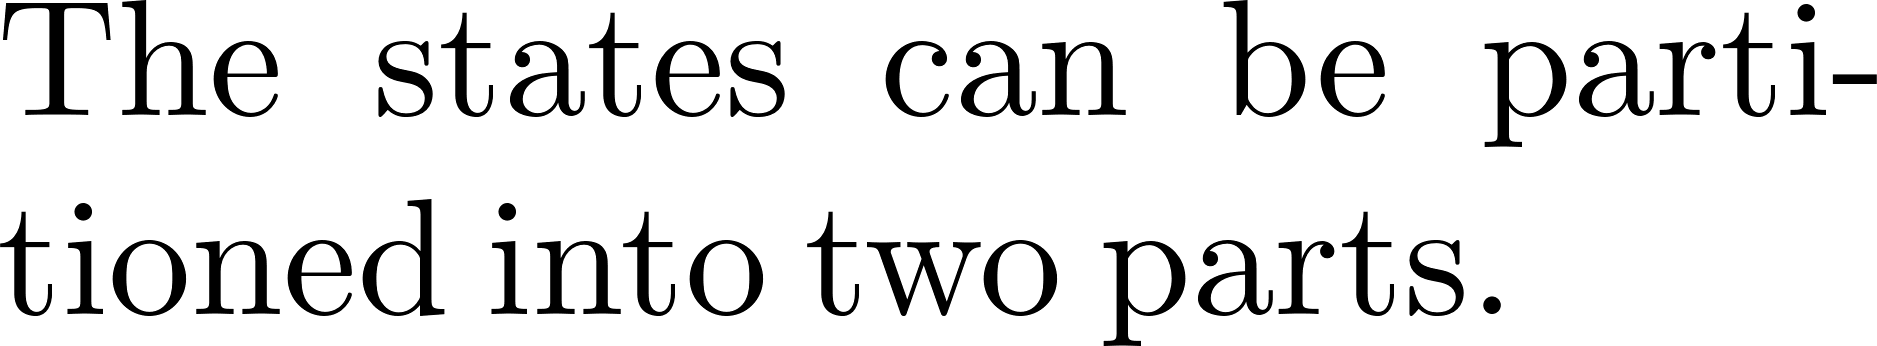 The states can be parti-
tioned into two parts.